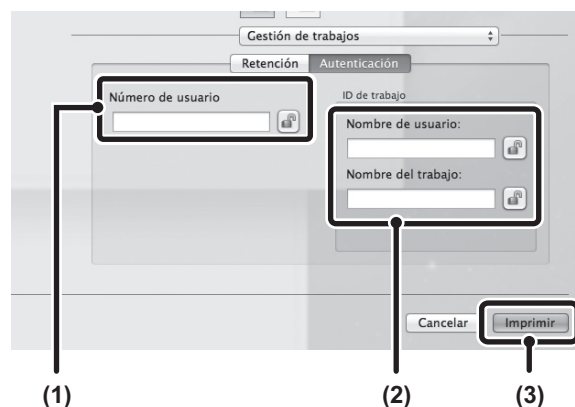 Gestión de trabajos
Retención Autenticación
Número de usuario
ID de trabajo
Nombre de usuario:
Nombre del trabajo:
Cancelar Imprimir
(1) (2) (3)